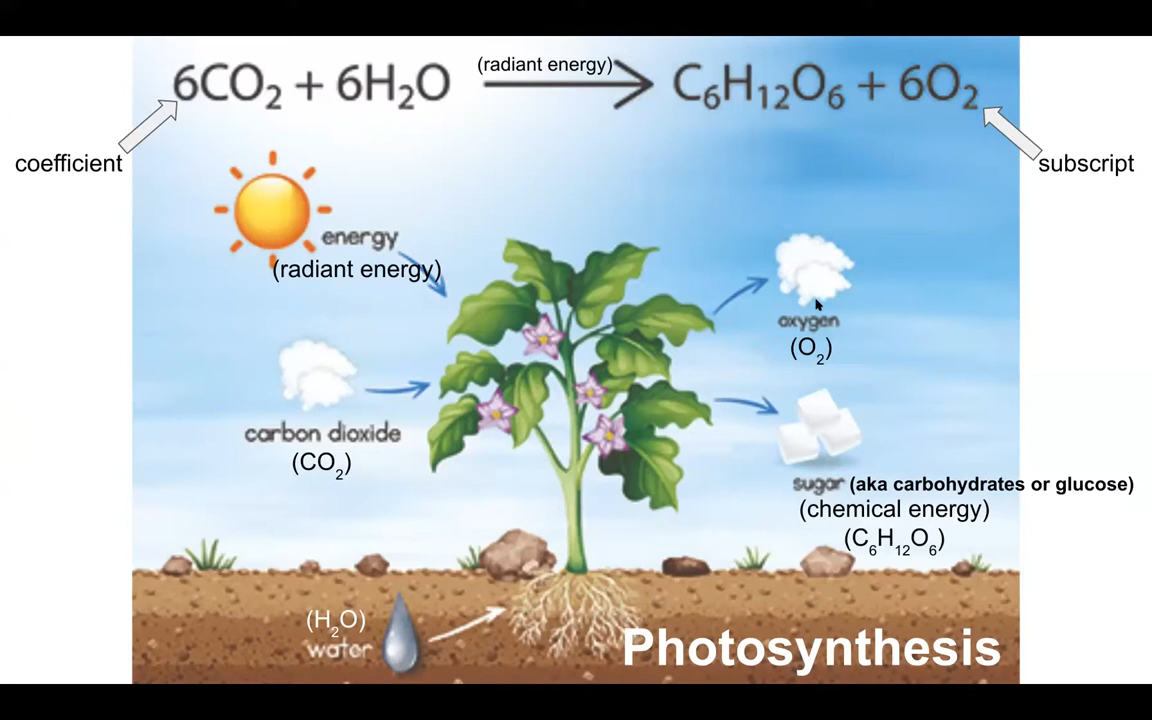 (radiant energy)
6CO₂ + 6H₂O → C₆H₁₂O₆ + 6O₂
coefficient
subscript
energy
(radiant energy)
oxygen
(O₂)
carbon dioxide
(CO₂)
sugar (aka carbohydrates or glucose)
(chemical energy)
(C₆H₁₂O₆)
(H₂O)
water
Photosynthesis